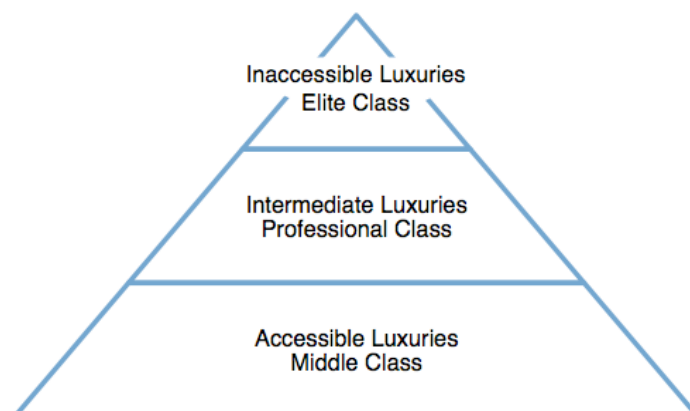 Inaccessible Luxuries
Elite Class
Intermediate Luxuries
Professional Class
Accessible Luxuries
Middle Class